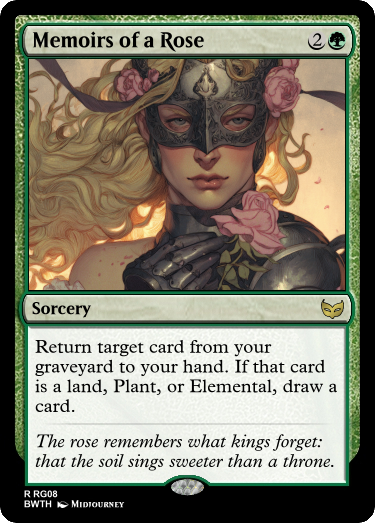 Memoirs of a Rose 2
Sorcery
Return target card from your
graveyard to your hand. If that card
is a land, Plant, or Elemental, draw a
card.
The rose remembers what kings forget:
that the soil sings sweeter than a throne.
R RG08
BWTH Midjourney